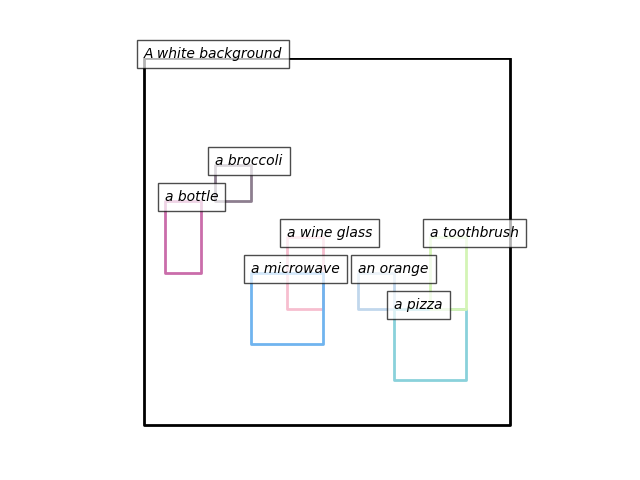 A white background
a broccoli
a bottle
a wine glass
a toothbrush
a microwave
an orange
a pizza